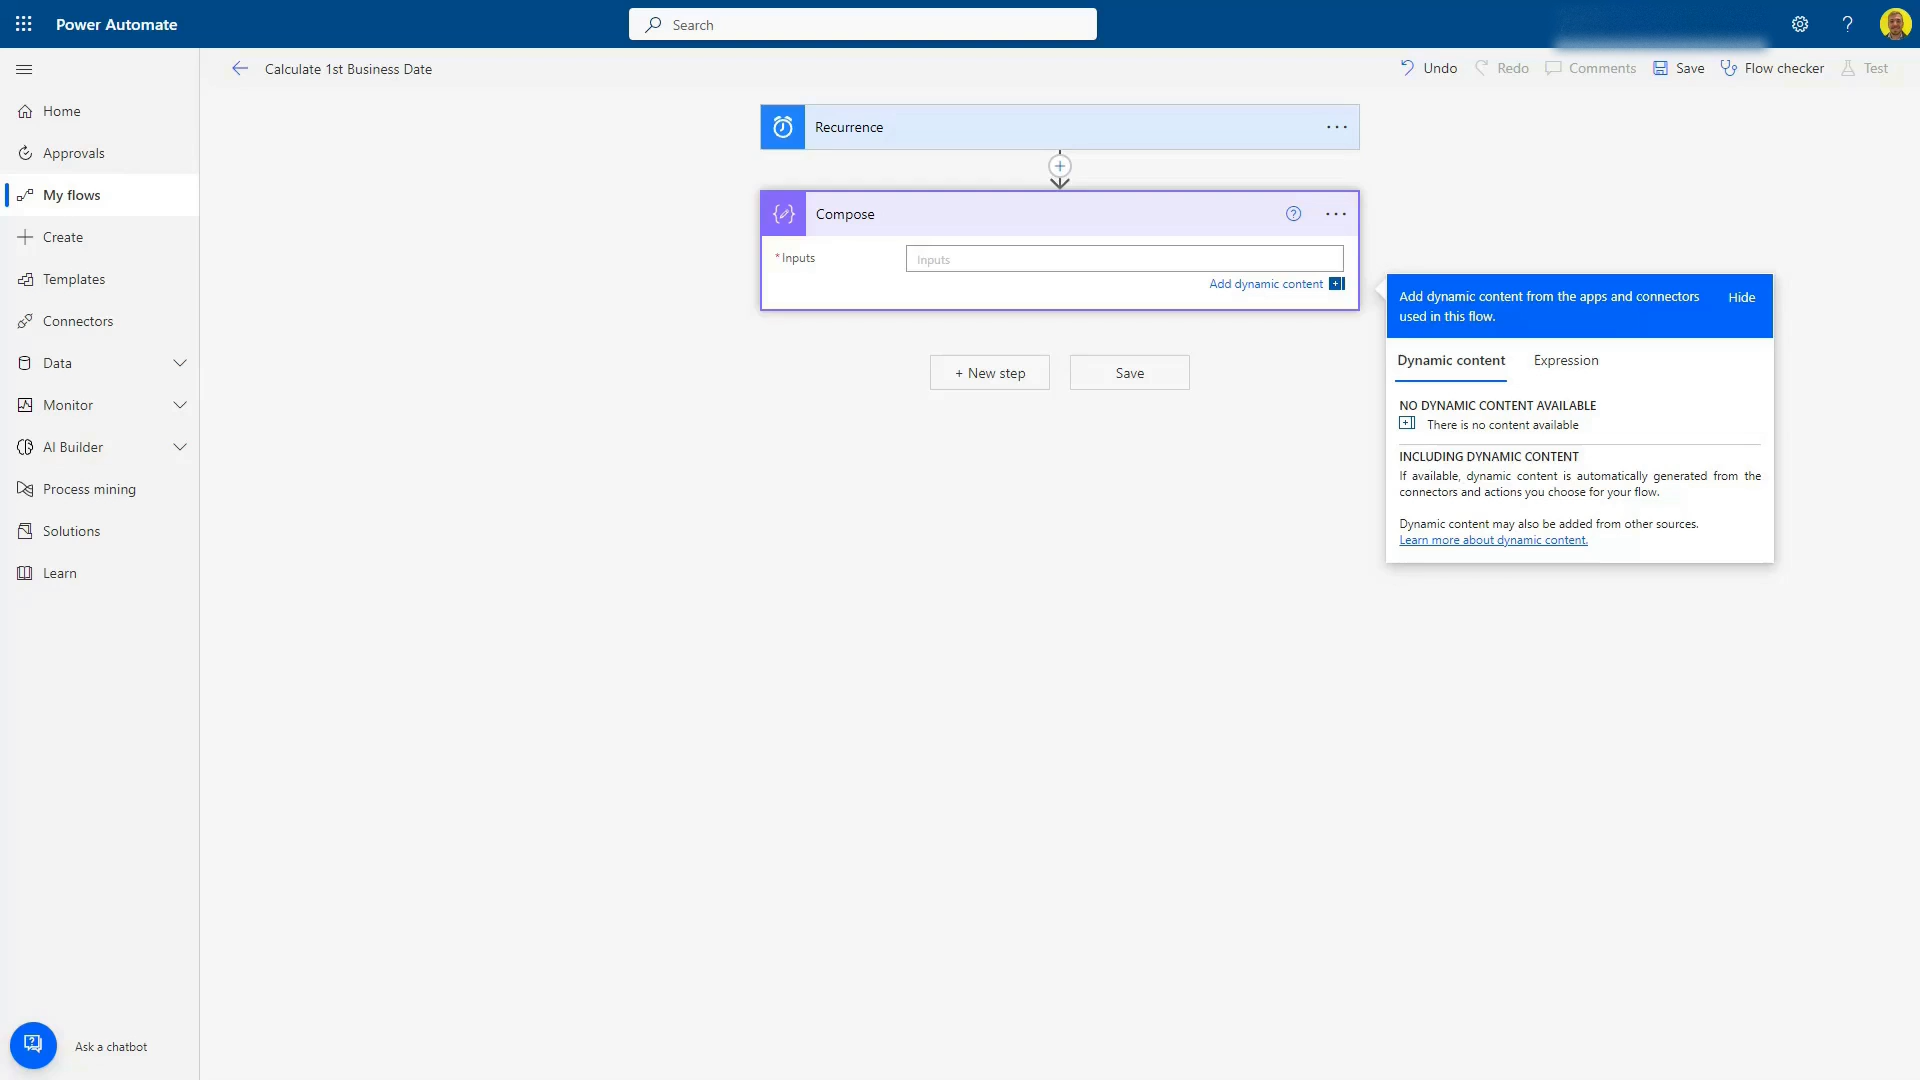 Power Automate
Search
Calculate 1st Business Date
Undo
Redo
Comments
Save
Flow checker
Test
Home
Approvals
My flows
Create
Templates
Connectors
Data
Monitor
AI Builder
Process mining
Solutions
Learn
Ask a chatbot
Recurrence
Compose
* Inputs
Inputs
Add dynamic content
+ New step
Save
Add dynamic content from the apps and connectors
used in this flow.
Hide
Dynamic content
Expression
NO DYNAMIC CONTENT AVAILABLE
There is no content available
INCLUDING DYNAMIC CONTENT
If available, dynamic content is automatically generated from the
connectors and actions you choose for your flow.
Dynamic content may also be added from other sources.
Learn more about dynamic content.